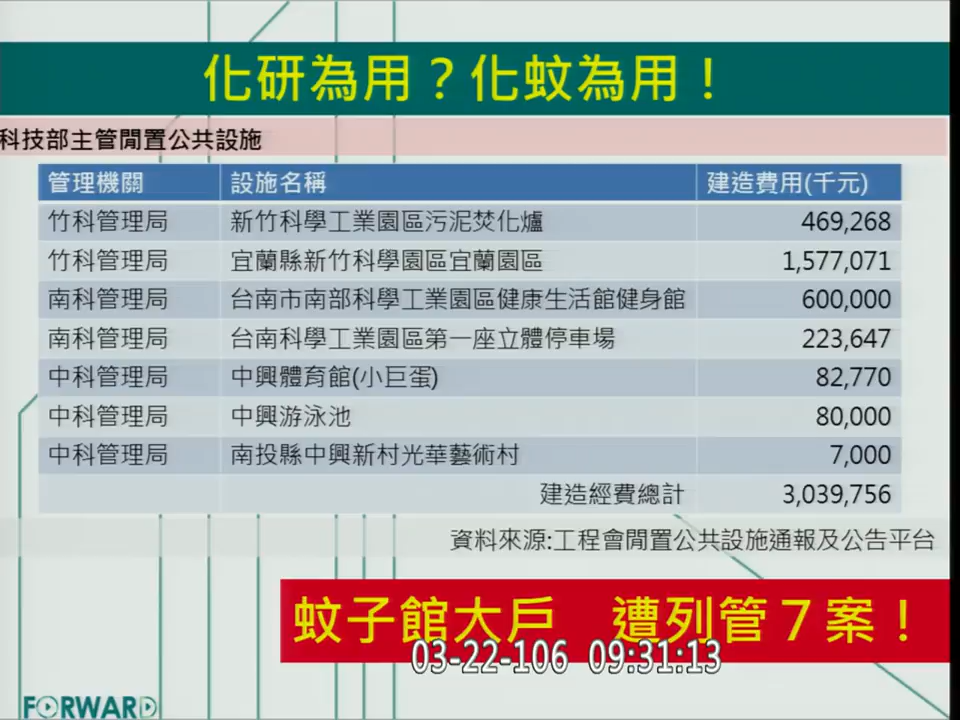 化研為用？化蚊為用！
科技部主管閒置公共設施
管理機關 設施名稱 建造費用(千元)
竹科管理局 新竹科學工業園區污泥焚化爐 469,268
竹科管理局 宜蘭縣新竹科學園區宜蘭園區 1,577,071
南科管理局 台南市南部科學工業園區健康生活館健身館 600,000
南科管理局 台南科學工業園區第一座立體停車場 223,647
中科管理局 中興體育館(小巨蛋) 82,770
中科管理局 中興游泳池 80,000
中科管理局 南投縣中興新村光華藝術村 7,000
建造經費總計 3,039,756
資料來源:工程會閒置公共設施通報及公告平台
蚊子館大戶 遭列管７案！
03-22-106 09:31:13
FORWARD